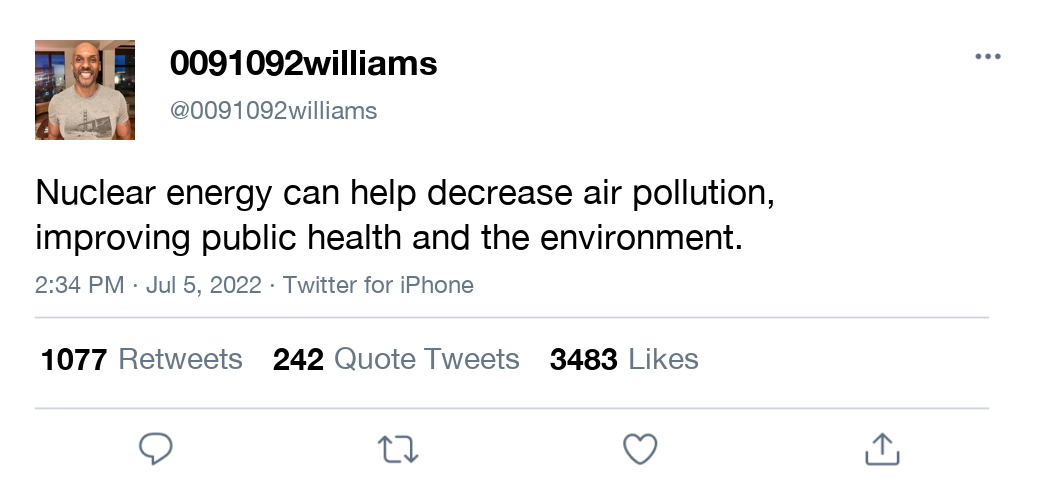 0091092williams
@0091092williams
Nuclear energy can help decrease air pollution,
improving public health and the environment.
2:34 PM · Jul 5, 2022 · Twitter for iPhone
1077 Retweets 242 Quote Tweets 3483 Likes